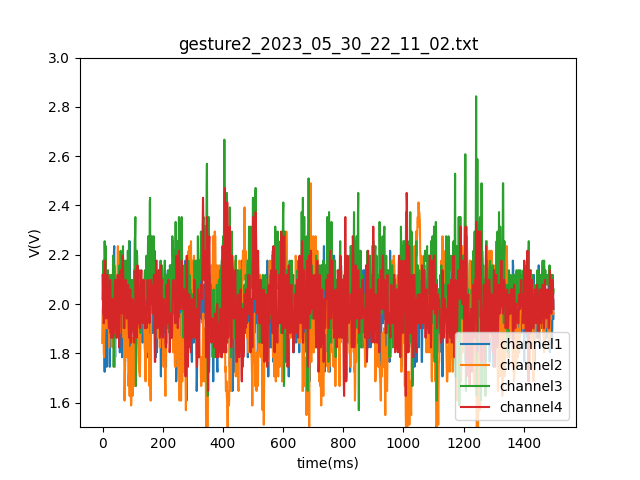 gesture2_2023_05_30_22_11_02.txt
3.0
2.8
2.6
2.4
2.2
2.0
1.8
1.6
V(V)
channel1
channel2
channel3
channel4
0 200 400 600 800 1000 1200 1400
time(ms)